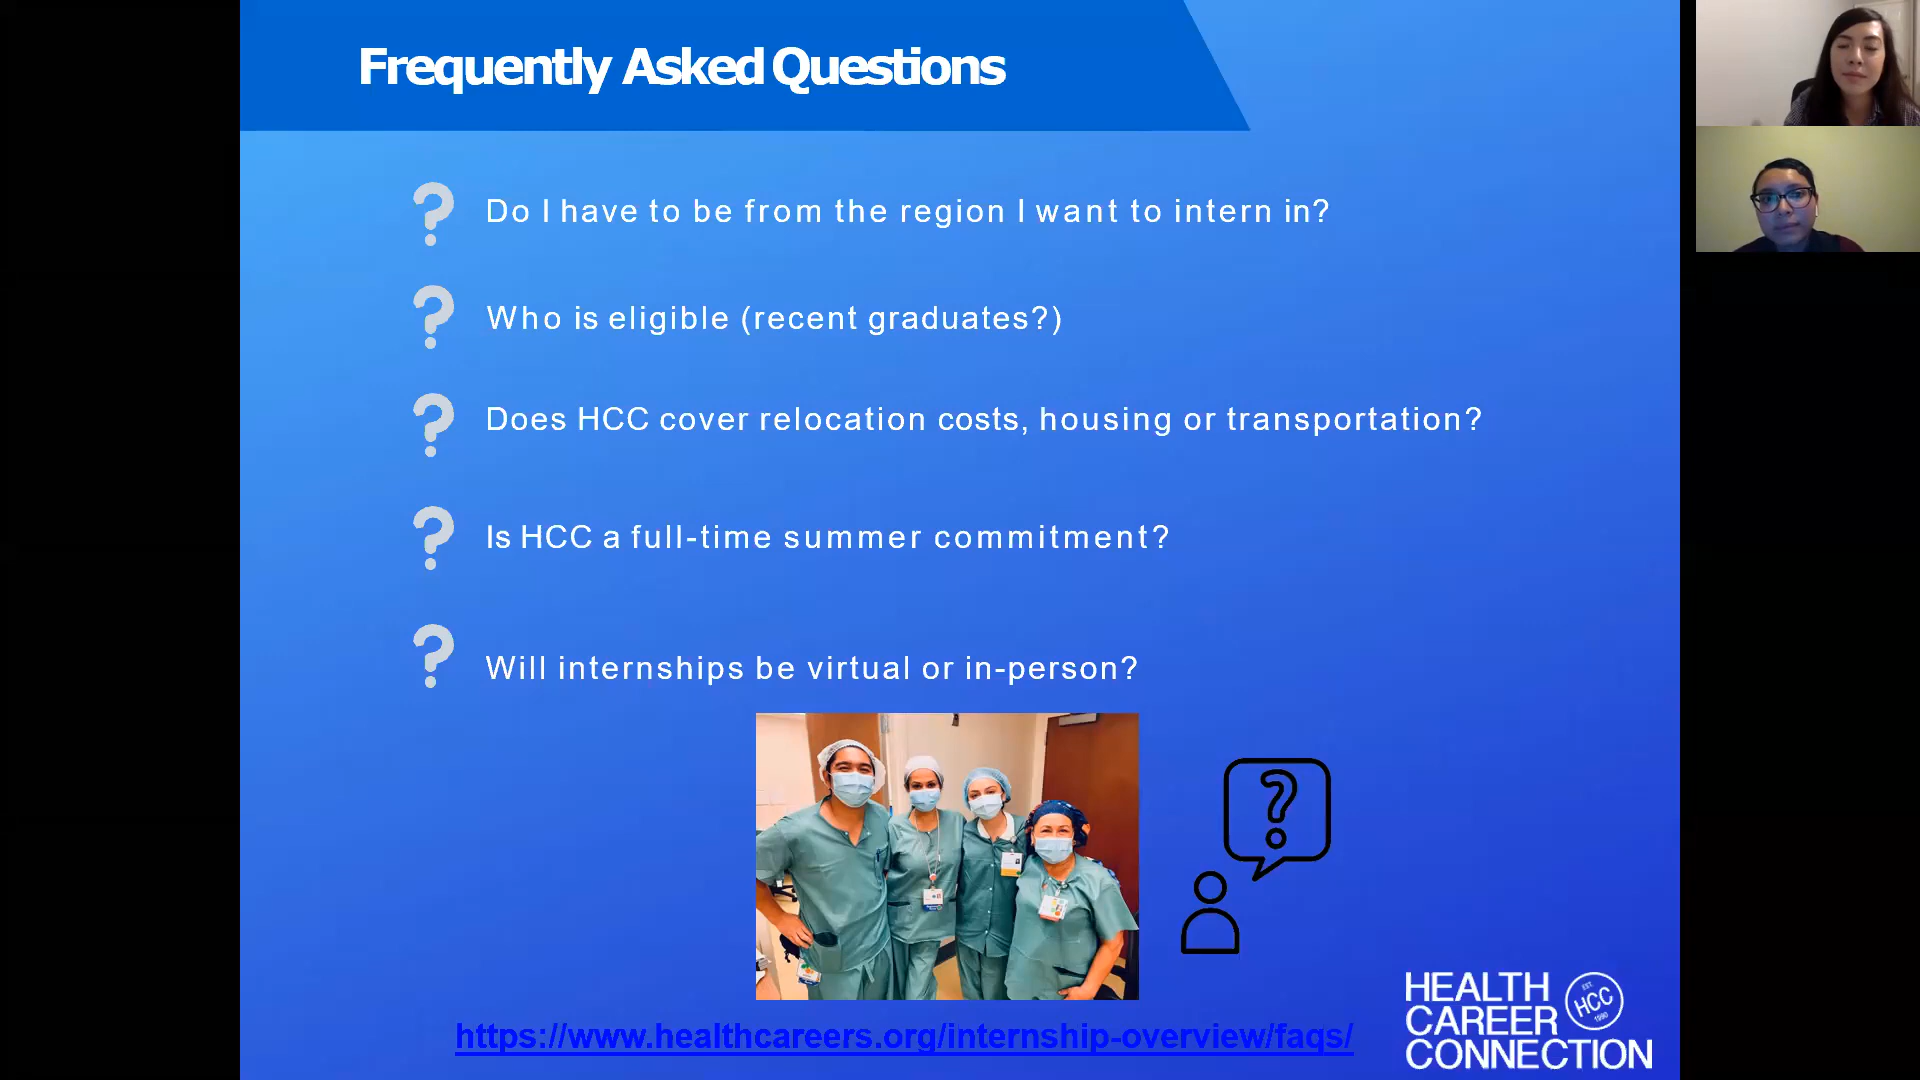 Frequently Asked Questions
? Do I have to be from the region I want to intern in?
? Who is eligible (recent graduates?)
? Does HCC cover relocation costs, housing or transportation?
? Is HCC a full-time summer commitment?
? Will internships be virtual or in-person?
?
https://www.healthcareers.org/internship-overview/faqs/
HEALTH
CAREER
CONNECTION
EST.
HCC
1990